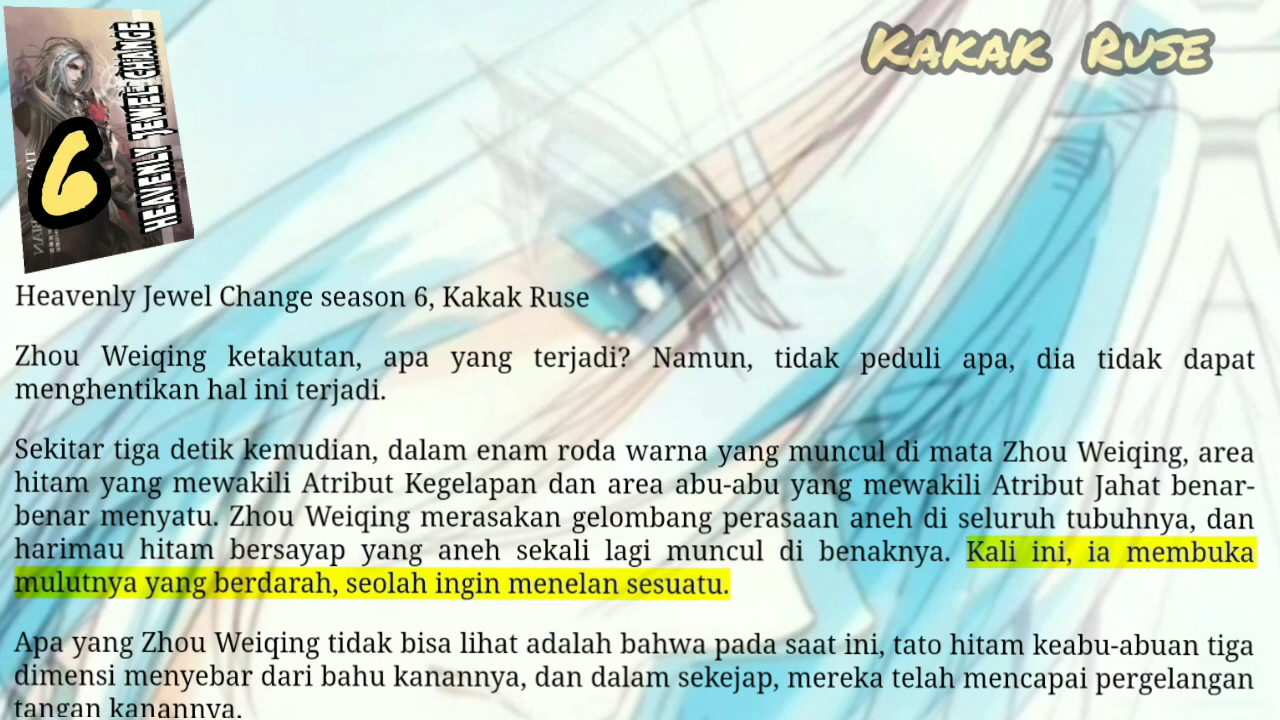 Kakak Ruse
HEAVENLY JEWEL CHANGE
6
Heavenly Jewel Change season 6, Kakak Ruse
Zhou Weiqing ketakutan, apa yang terjadi? Namun, tidak peduli apa, dia tidak dapat
menghentikan hal ini terjadi.
Sekitar tiga detik kemudian, dalam enam roda warna yang muncul di mata Zhou Weiqing, area
hitam yang mewakili Atribut Kegelapan dan area abu-abu yang mewakili Atribut Jahat benar-
benar menyatu. Zhou Weiqing merasakan gelombang perasaan aneh di seluruh tubuhnya, dan
harimau hitam bersayap yang aneh sekali lagi muncul di benaknya. Kali ini, ia membuka
mulutnya yang berdarah, seolah ingin menelan sesuatu.
Apa yang Zhou Weiqing tidak bisa lihat adalah bahwa pada saat ini, tato hitam keabu-abuan tiga
dimensi menyebar dari bahu kanannya, dan dalam sekejap, mereka telah mencapai pergelangan
tangan kanannya.